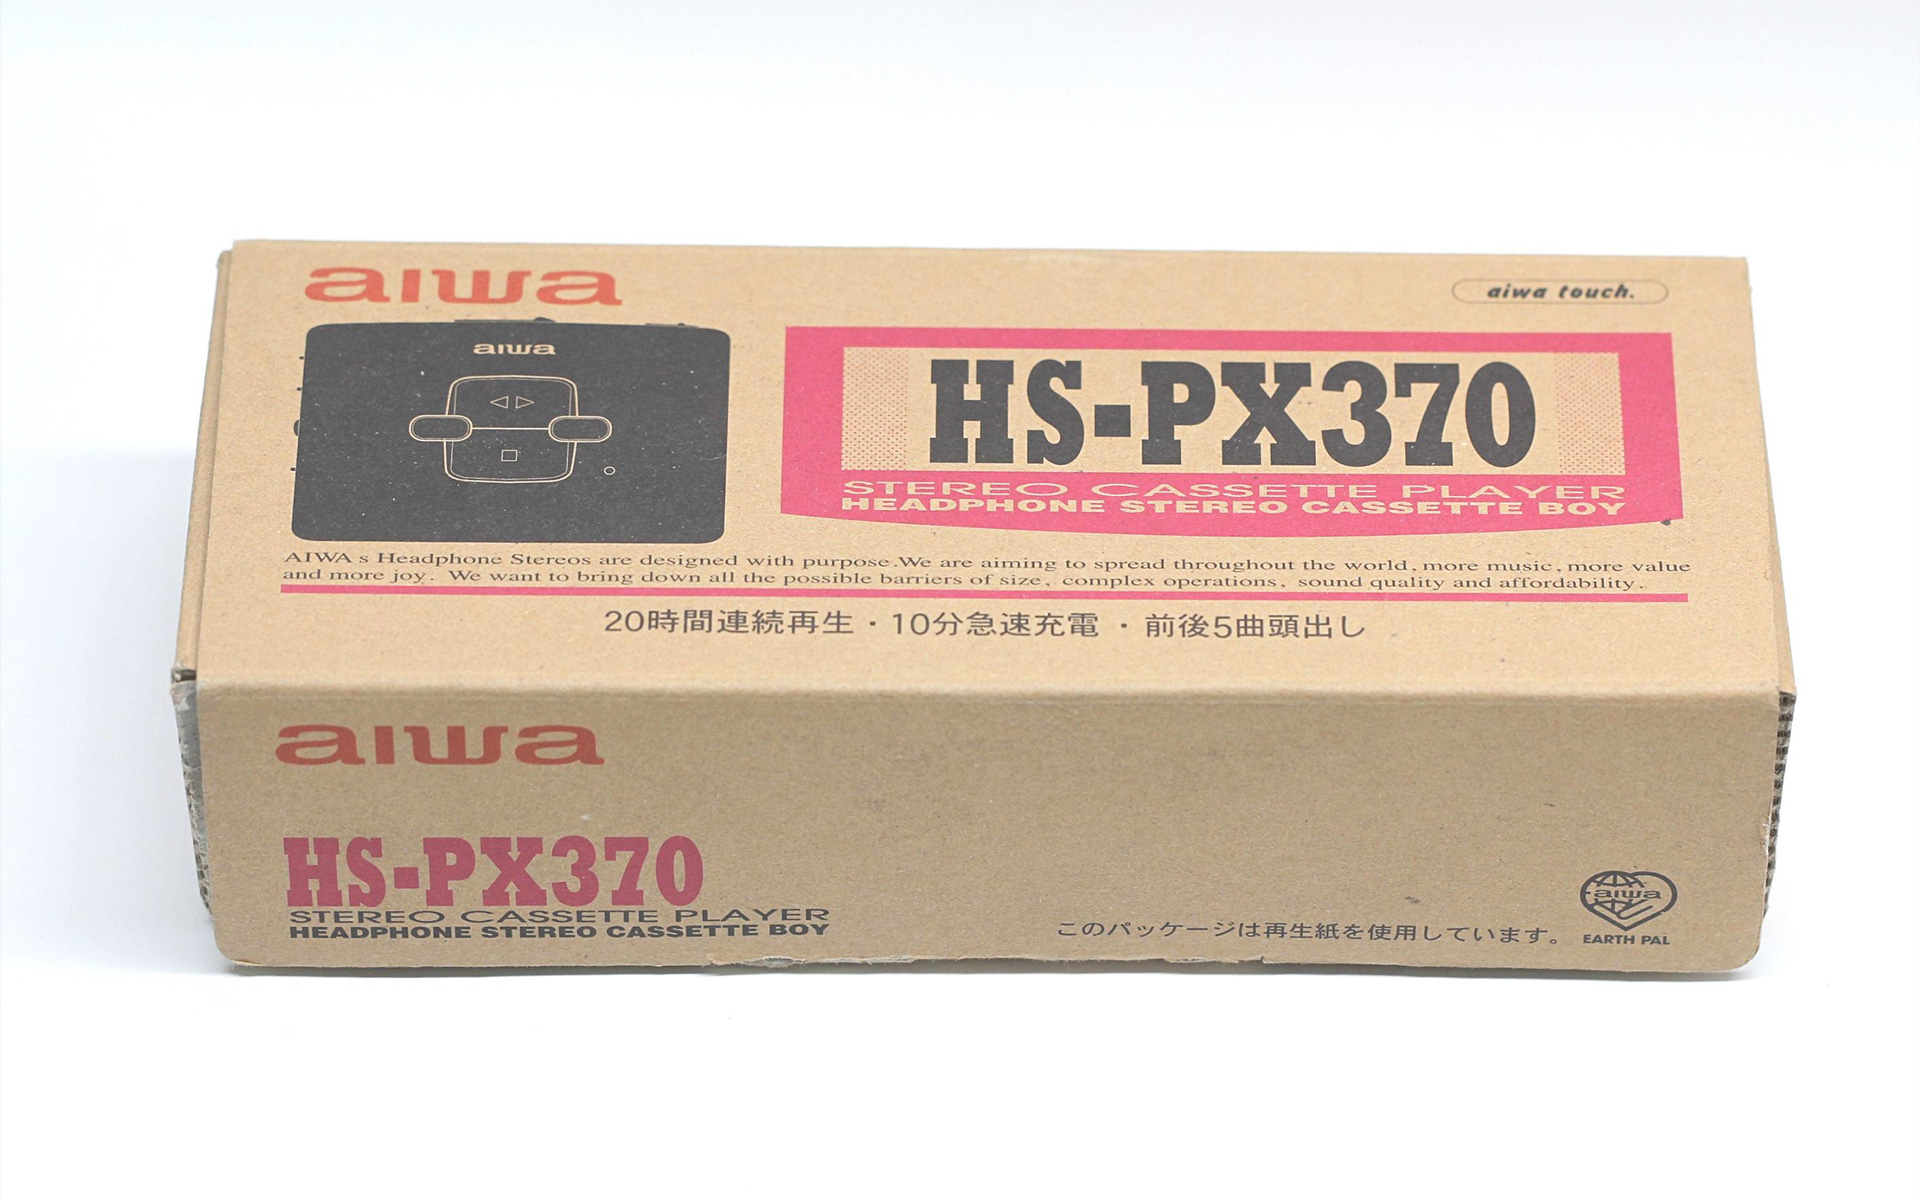 aiwa
aiwa touch.
aiwa
HS-PX370
STEREO CASSETTE PLAYER
HEADPHONE STEREO CASSETTE BOY
AIWA s Headphone Stereos are designed with purpose.We are aiming to spread throughout the world, more music, more value
and more joy. We want to bring down all the possible barriers of size, complex operations, sound quality and affordability.
20時間連続再生・10分急速充電・前後5曲頭出し
aiwa
HS-PX370
STEREO CASSETTE PLAYER
HEADPHONE STEREO CASSETTE BOY
このパッケージは再生紙を使用しています。
aiwa
EARTH PAL